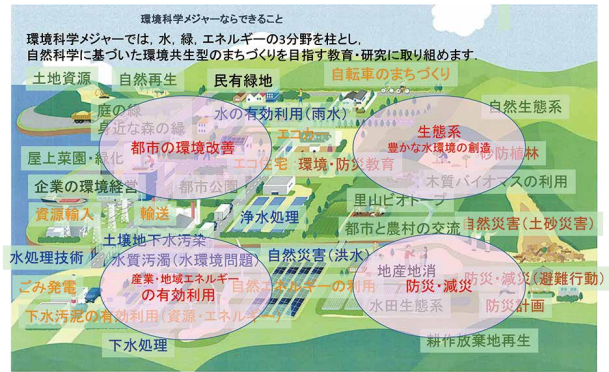 環境科学メジャーならできること
環境科学メジャーでは, 水, 緑, エネルギーの3分野を柱とし,
自然科学に基づいた環境共生型のまちづくりを目指す教育・研究に取り組めます.
土地資源
自然再生
民有緑地
自転車のまちづくり
庭の緑
身近な森の緑
水の有効利用(雨水)
自然生態系
都市の環境改善
エコ
生態系
豊かな水環境の創造
砂防植林
屋上菜園・緑化
エコ住宅
環境・防災教育
企業の環境経営
都市公園
木質バイオマスの利用
里山ビオトープ
資源輸入
輸送
浄水処理
都市と農村の交流
自然災害(土砂災害)
土壌地下水汚染
水処理技術
水質汚濁(水環境問題)
自然災害(洪水)
産業・地域エネルギー
の有効利用
地産地消
防災・減災
防災・減災(避難行動)
ごみ発電
自然エネルギーの利用
水田生態系
防災計画
下水汚泥の有効利用(資源・エネルギー)
下水処理
耕作放棄地再生